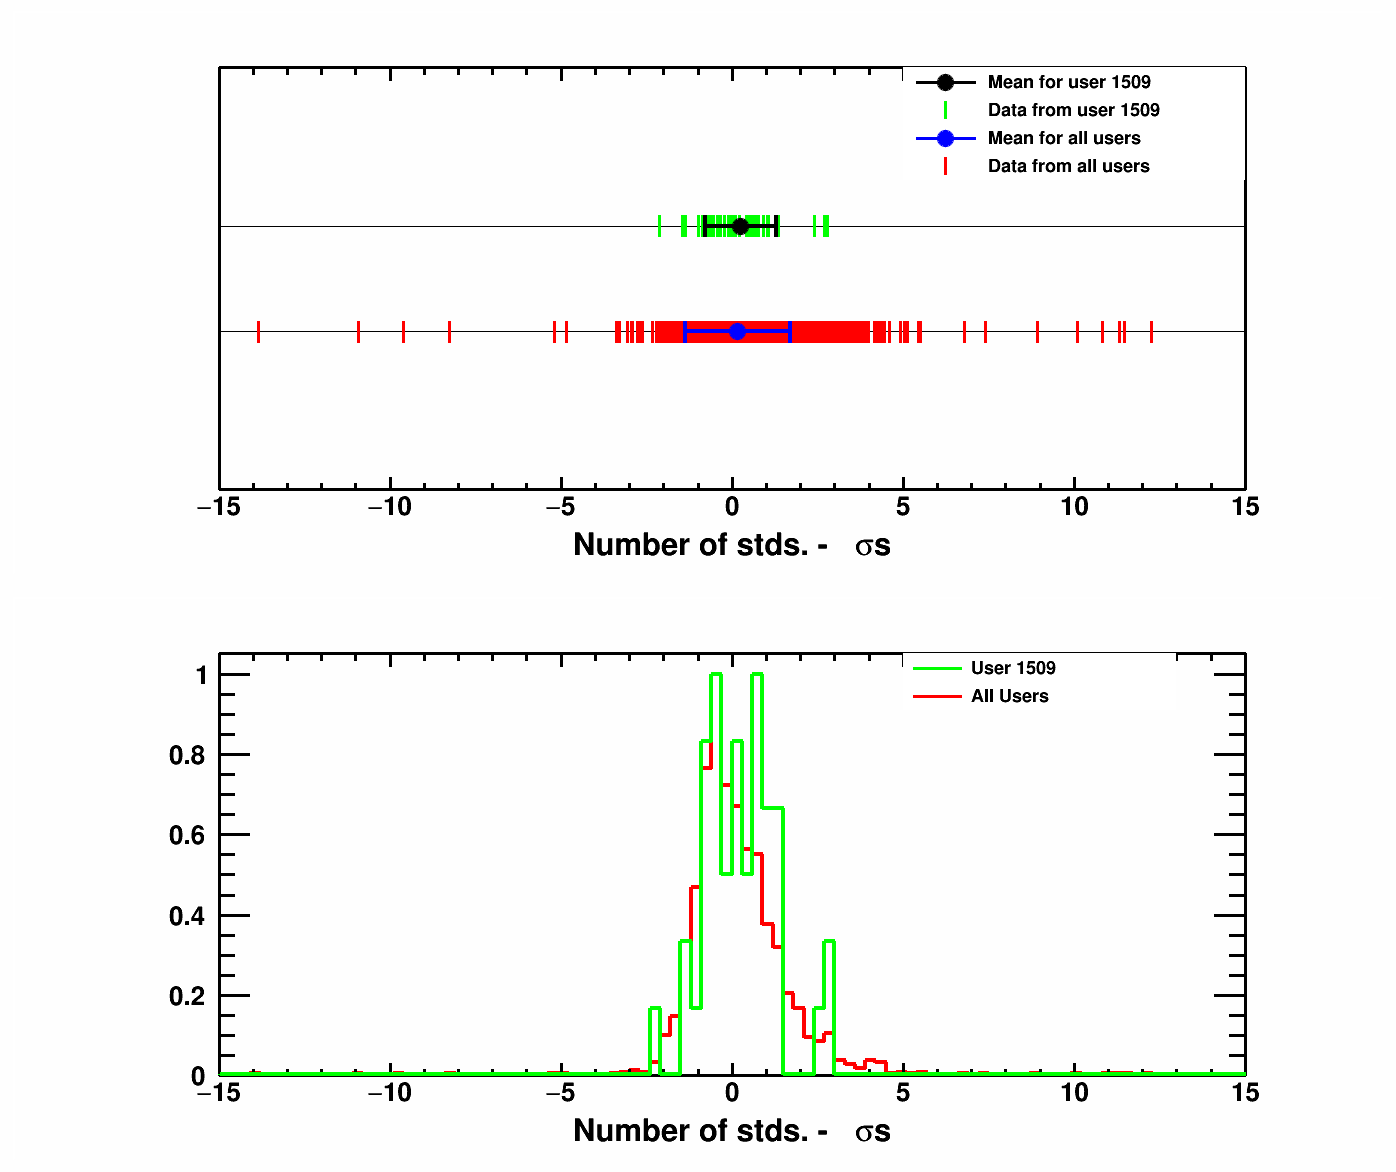 Mean for user 1509
Data from user 1509
Mean for all users
Data from all users
−15 −10 −5 0 5 10 15
Number of stds. - σs
User 1509
All Users
1
0.8
0.6
0.4
0.2
0
−15 −10 −5 0 5 10 15
Number of stds. - σs